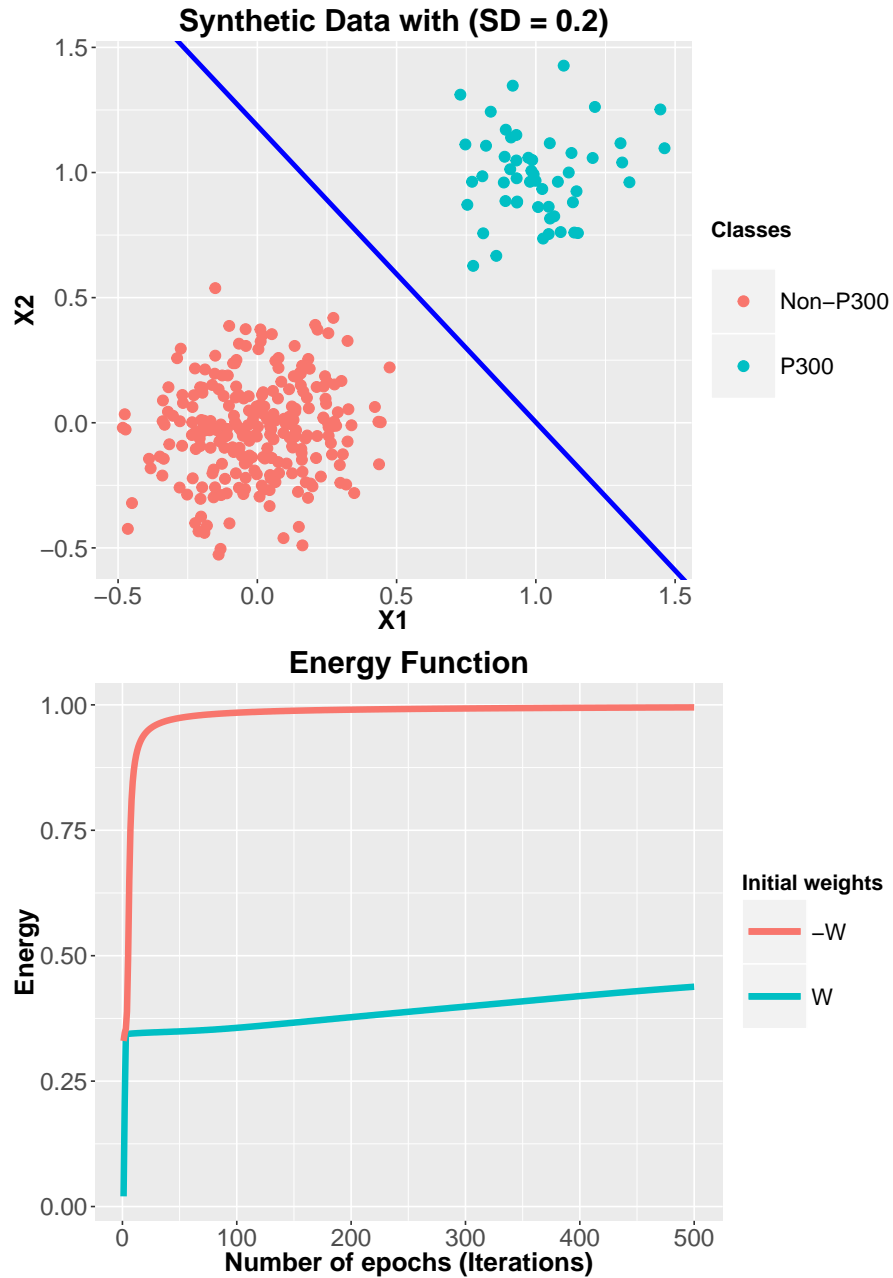 Synthetic Data with (SD = 0.2)
1.5
1.0
0.5
0.0
−0.5
X2
−0.5
0.0
0.5
1.0
1.5
X1
Classes
Non−P300
P300
Energy Function
1.00
0.75
0.50
0.25
0.00
Energy
0
100
200
300
400
500
Number of epochs (Iterations)
Initial weights
−W
W